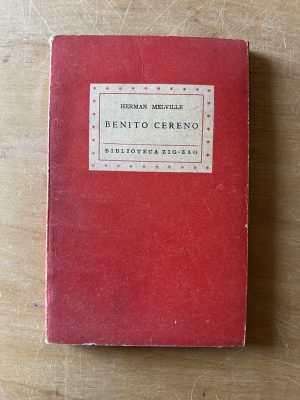 HERMAN MELVILLE
BENITO CERENO
BIBLIOTECA ZIG-ZAG